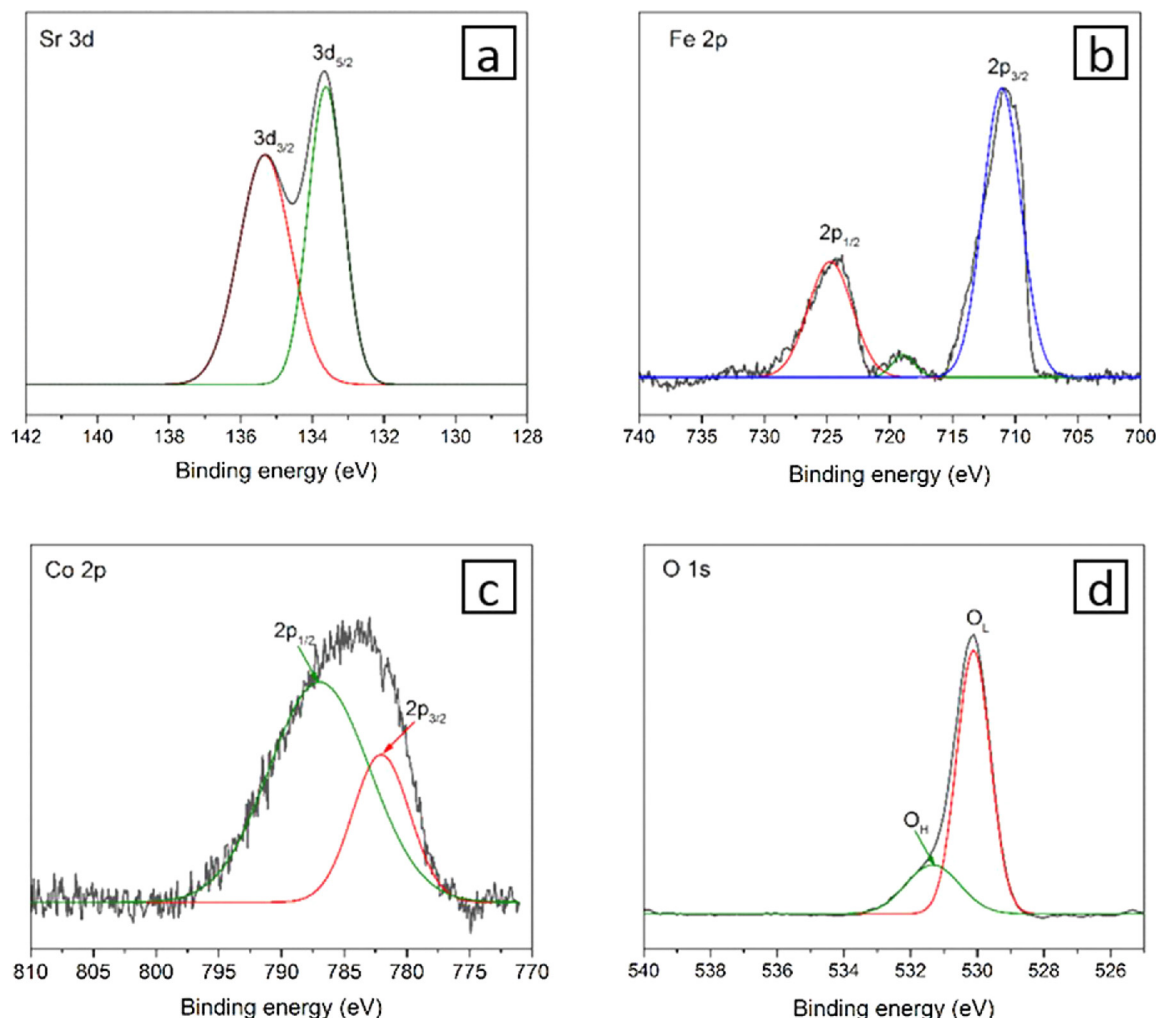 Sr 3d
a
3d5/2
3d3/2
142 140 138 136 134 132 130 128
Binding energy (eV)
Fe 2p
b
2p3/2
2p1/2
740 735 730 725 720 715 710 705 700
Binding energy (eV)
Co 2p
c
2p1/2
2p3/2
810 805 800 795 790 785 780 775 770
Binding energy (eV)
O 1s
d
OL
OH
540 538 536 534 532 530 528 526
Binding energy (eV)